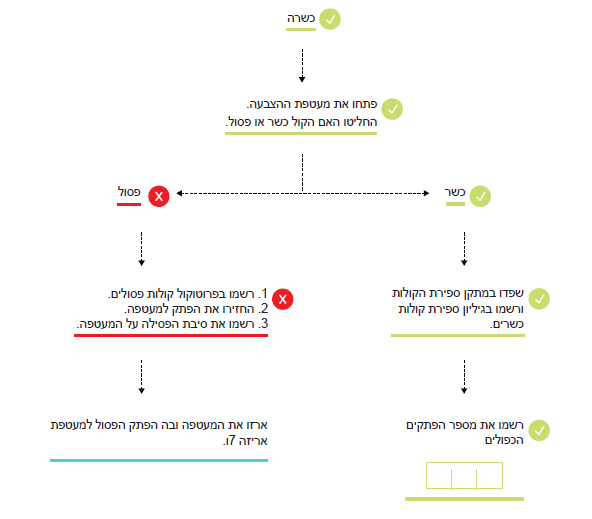 כשרה
פתחו את מעטפת ההצבעה.
החליטו האם הקול כשר או פסול.
כשר
פסול
שפדו במתקן ספירת הקולות
ורשמו בגיליון ספירת קולות
כשרים.
1. רשמו בפרוטוקול קולות פסולים.
2. החזירו את הפתק למעטפה.
3. רשמו את סיבת הפסילה על המעטפה.
רשמו את מספר הפתקים
הכפולים
ארזו את המעטפה ובה הפתק הפסול למעטפת
אריזה 7ו.